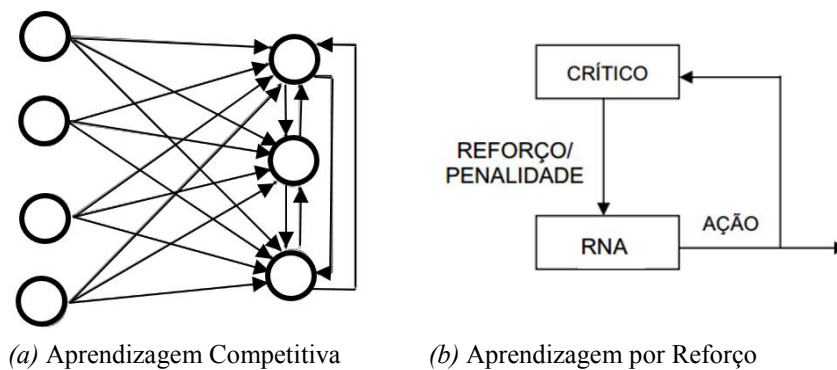 CRÍTICO
REFORÇO/
PENALIDADE
AÇÃO
RNA
(a) Aprendizagem Competitiva
(b) Aprendizagem por Reforço